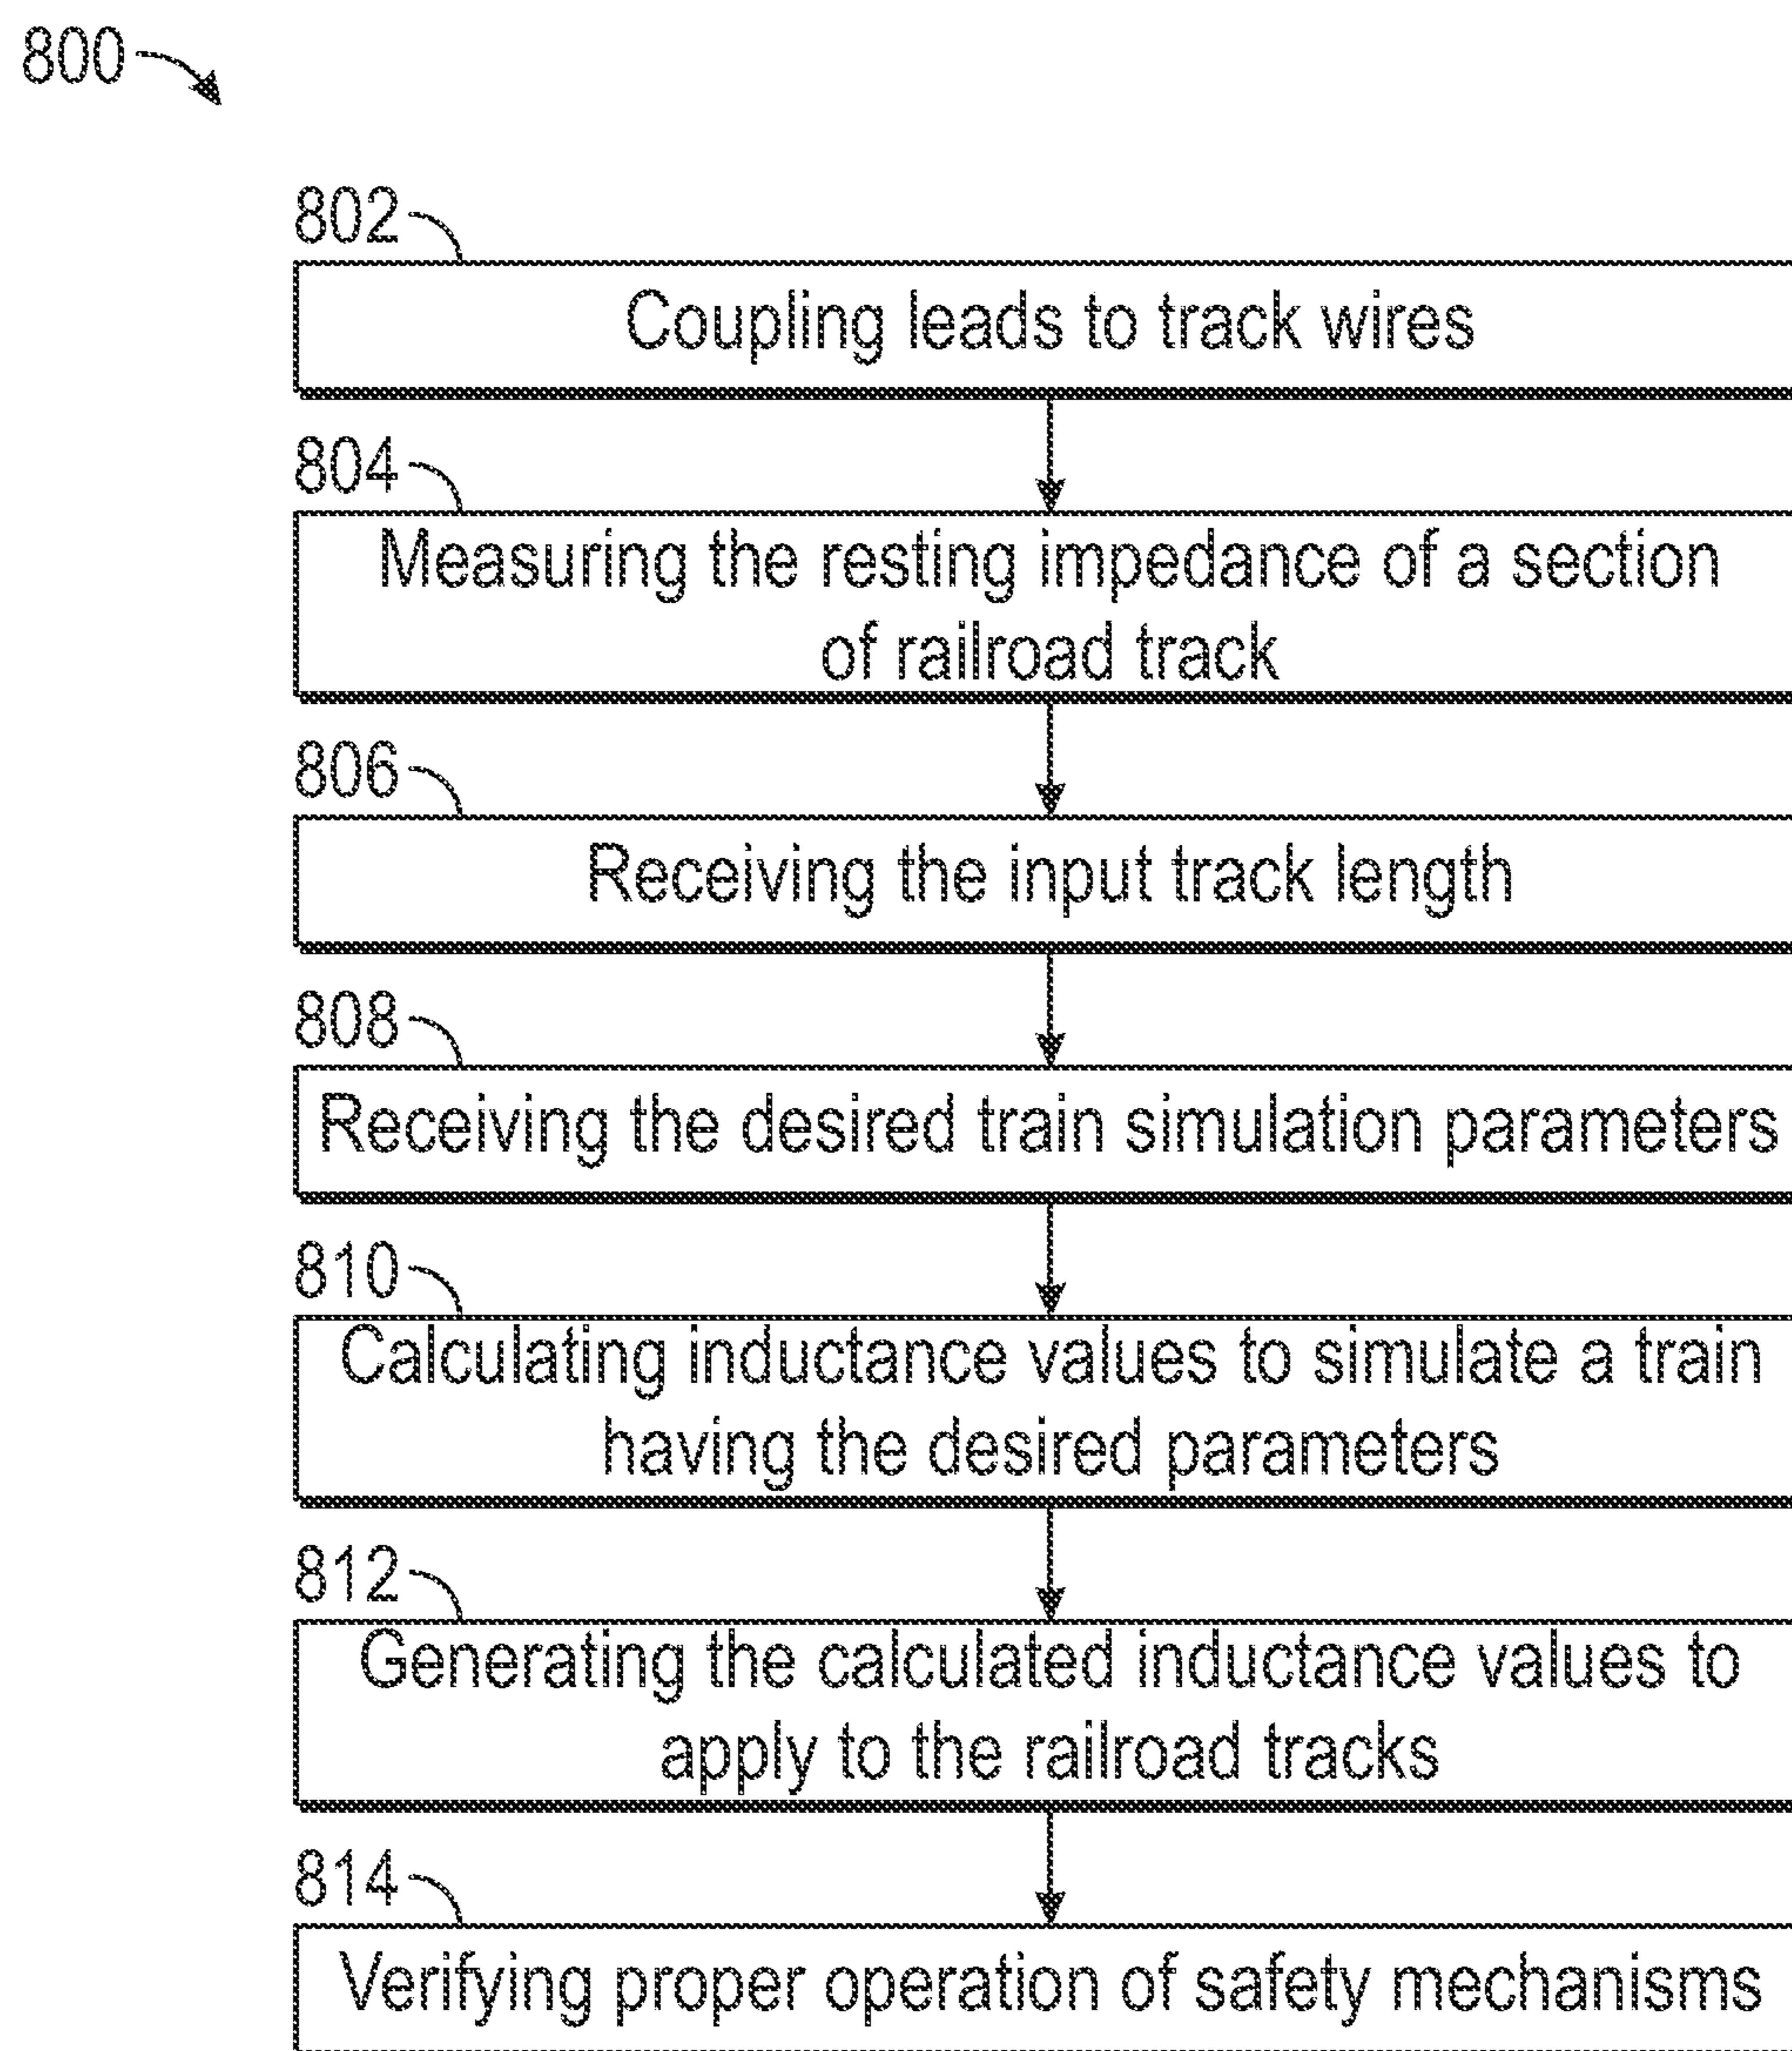 800
802
Coupling leads to track wires
804
Measuring the resting impedance of a section
of railroad track
806
Receiving the input track length
808
Receiving the desired train simulation parameters
810
Calculating inductance values to simulate a train
having the desired parameters
812
Generating the calculated inductance values to
apply to the railroad tracks
814
Verifying proper operation of safety mechanisms